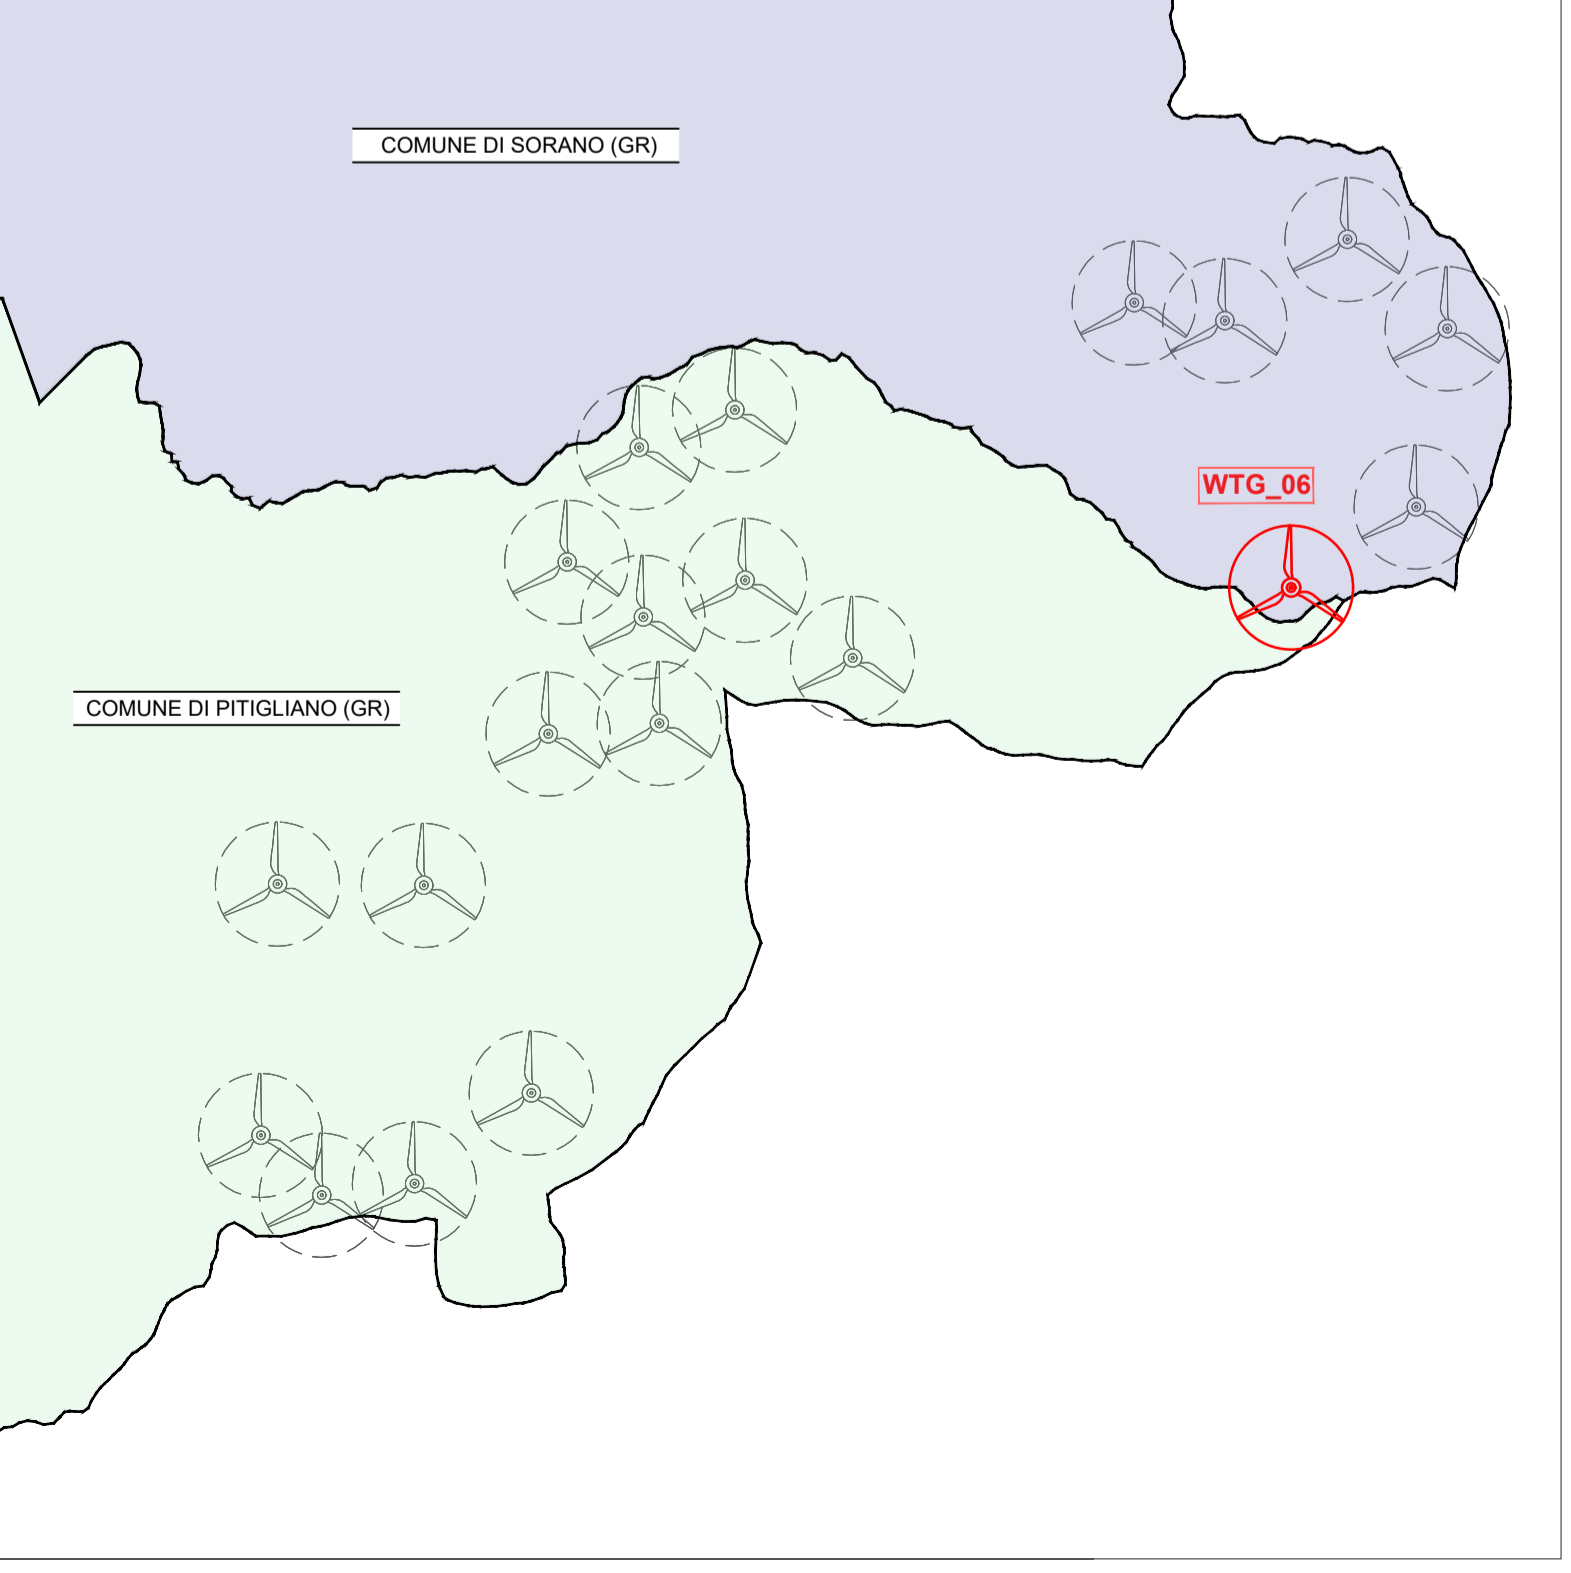 COMUNE DI SORANO (GR)
WTG_06
COMUNE DI PITIGLIANO (GR)